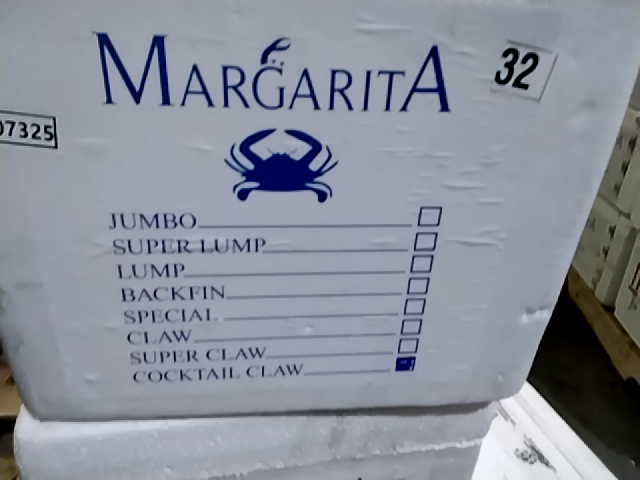 MARGARITA
32
07325
JUMBO
SUPER LUMP
LUMP
BACKFIN
SPECIAL
CLAW
SUPER CLAW
COCKTAIL CLAW